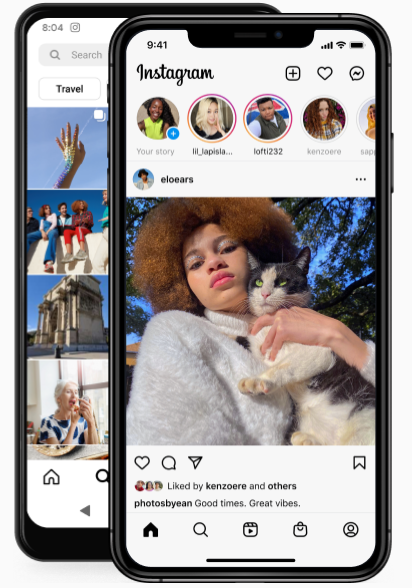 8:04
Search
Travel
9:41
Instagram
Your story
lil_lapisla...
lofti232
kenzoere
sap
eloears
Liked by kenzoere and others
photosbyean Good times. Great vibes.